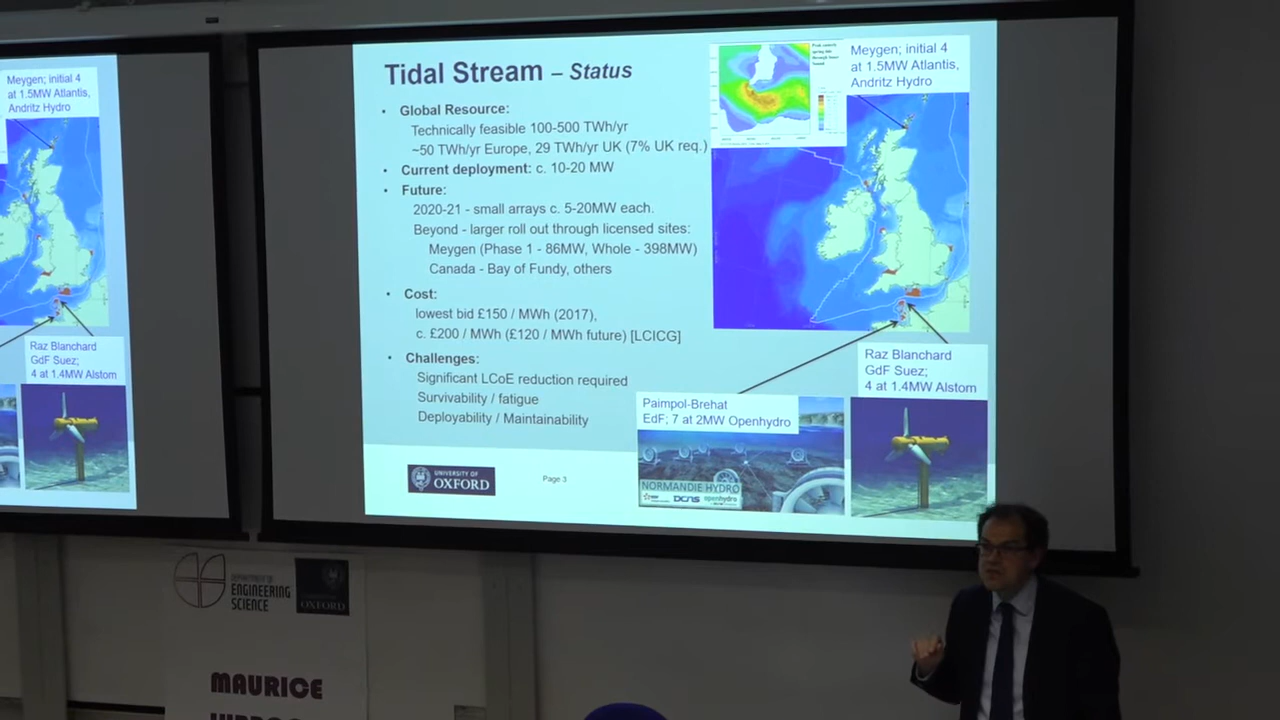 Meygen; initial 4
at 1.5MW Atlantis,
Andritz Hydro
Raz Blanchard
GdF Suez;
4 at 1.4MW Alstom
Tidal Stream – Status
• Global Resource:
Technically feasible 100-500 TWh/yr
~50 TWh/yr Europe, 29 TWh/yr UK (7% UK req.)
• Current deployment: c. 10-20 MW
• Future:
2020-21 - small arrays c. 5-20MW each.
Beyond - larger roll out through licensed sites:
Meygen (Phase 1 - 86MW, Whole - 398MW)
Canada - Bay of Fundy, others
• Cost:
lowest bid £150 / MWh (2017),
c. £200 / MWh (£120 / MWh future) [LCICG]
• Challenges:
Significant LCoE reduction required
Survivability / fatigue
Deployability / Maintainability
UNIVERSITY OF
OXFORD
Page 3
Meygen; initial 4
at 1.5MW Atlantis,
Andritz Hydro
Raz Blanchard
GdF Suez;
4 at 1.4MW Alstom
Paimpol-Brehat
EdF; 7 at 2MW Openhydro
NORMANDIE HYDRO
DCNS openhydro
DEPARTMENT OF
ENGINEERING
SCIENCE
OXFORD
MAURICE